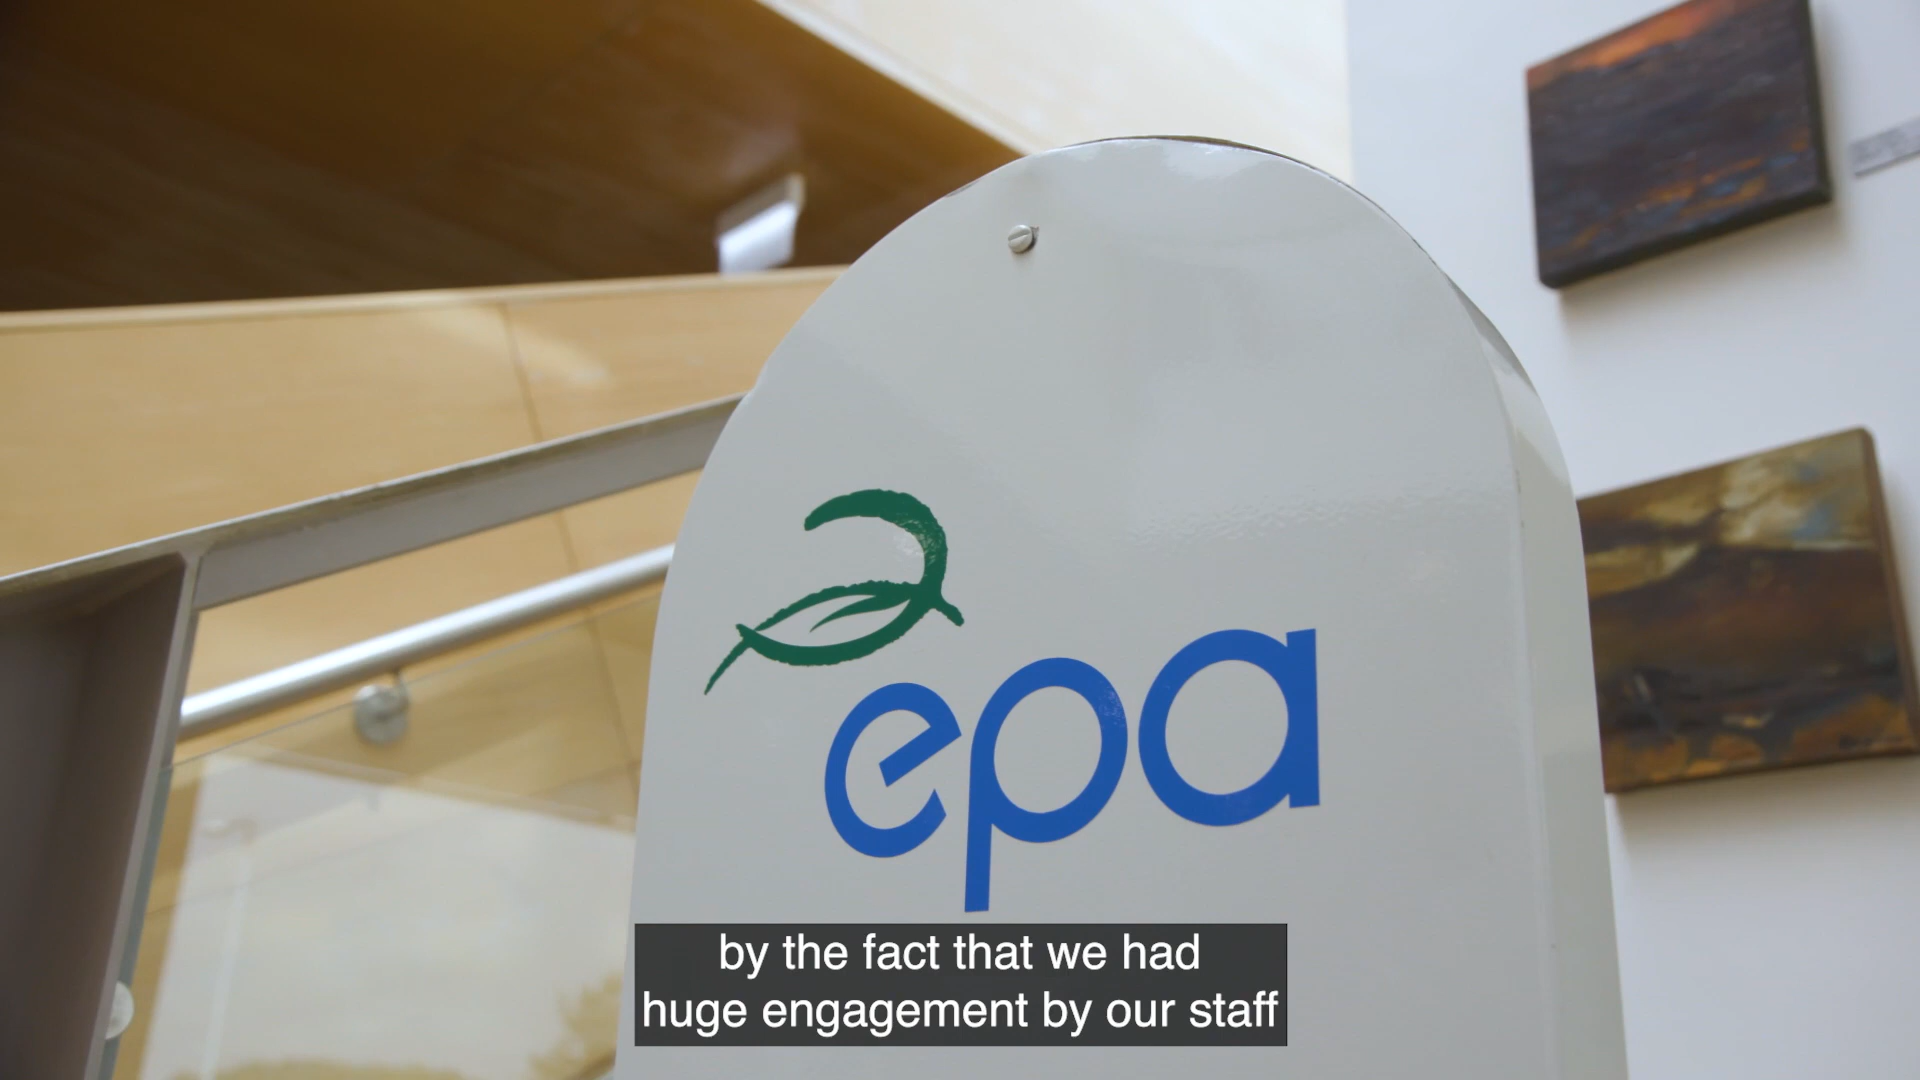 epa
by the fact that we had
huge engagement by our staff